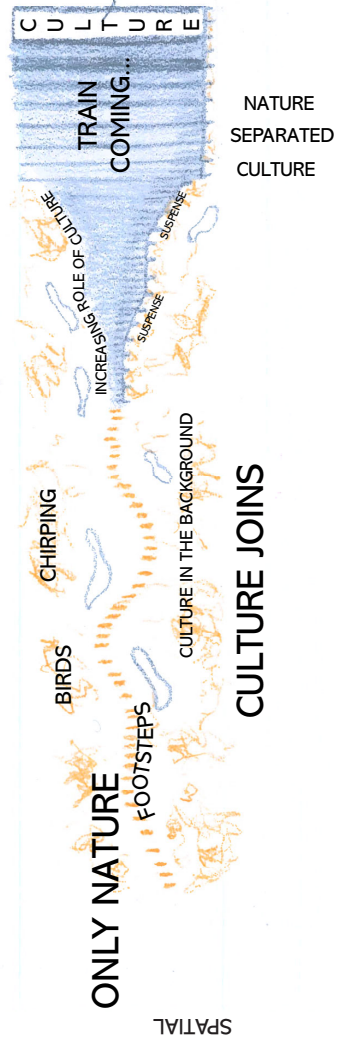 SPATIAL
ONLY NATURE
FOOTSTEPS
BIRDS
CHIRPING
CULTURE IN THE BACKGROUND
CULTURE JOINS
INCREASING ROLE OF CULTURE
SUSPENSE
SUSPENSE
TRAIN
COMING...
CULTURE
NATURE
SEPARATED
CULTURE